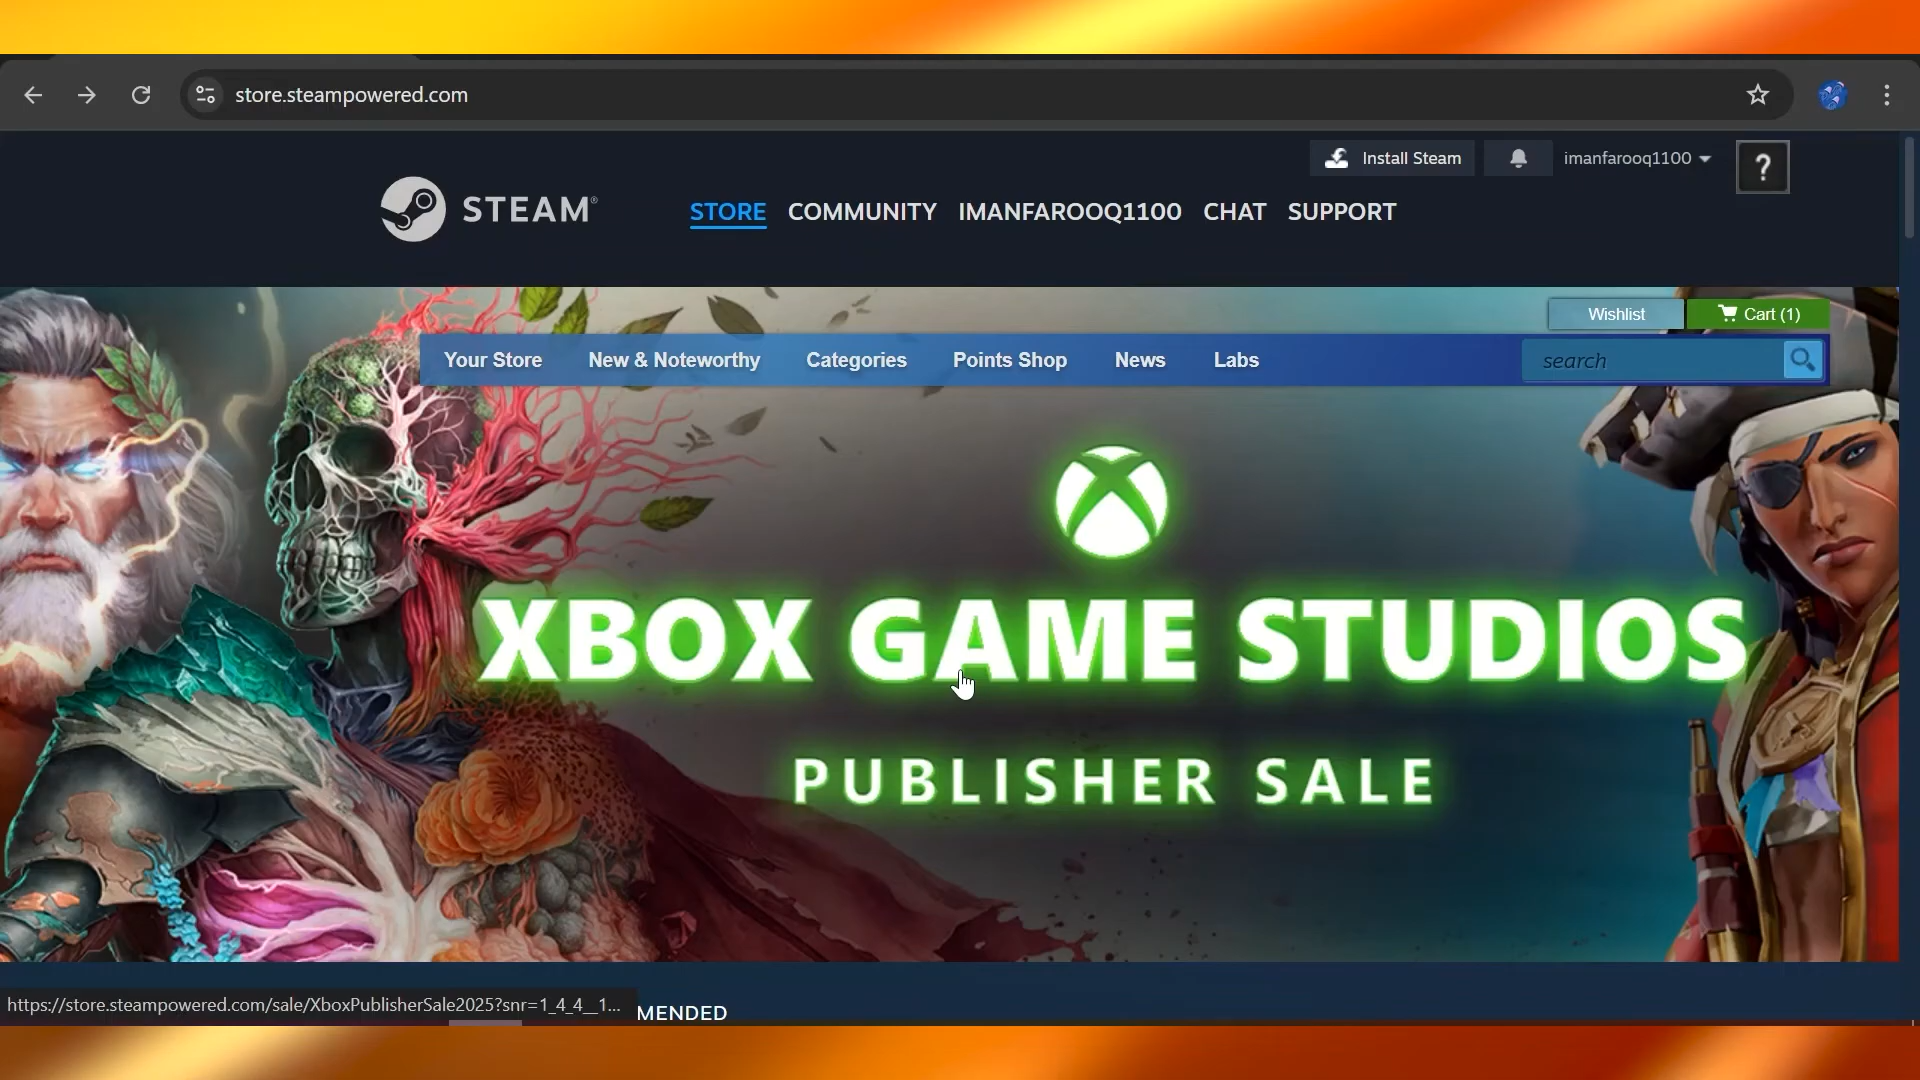 store.steampowered.com
Install Steam
imanfarooq1100
?
STEAM®
STORE COMMUNITY IMANFAROOQ1100 CHAT SUPPORT
Wishlist
Cart (1)
Your Store New & Noteworthy Categories Points Shop News Labs
search
XBOX GAME STUDIOS
PUBLISHER SALE
https://store.steampowered.com/sale/XboxPublisherSale2025?snr=1_4_4__1...
MENDED